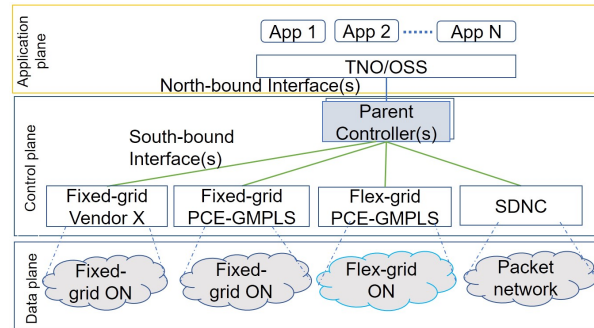 Application plane
App 1
App 2
App N
TNO/OSS
North-bound Interface(s)
Control plane
Parent
Controller(s)
South-bound
Interface(s)
Fixed-grid
Vendor X
Fixed-grid
PCE-GMPLS
Flex-grid
PCE-GMPLS
SDNC
Data plane
Fixed-
grid ON
Fixed-
grid ON
Flex-grid
ON
Packet
network